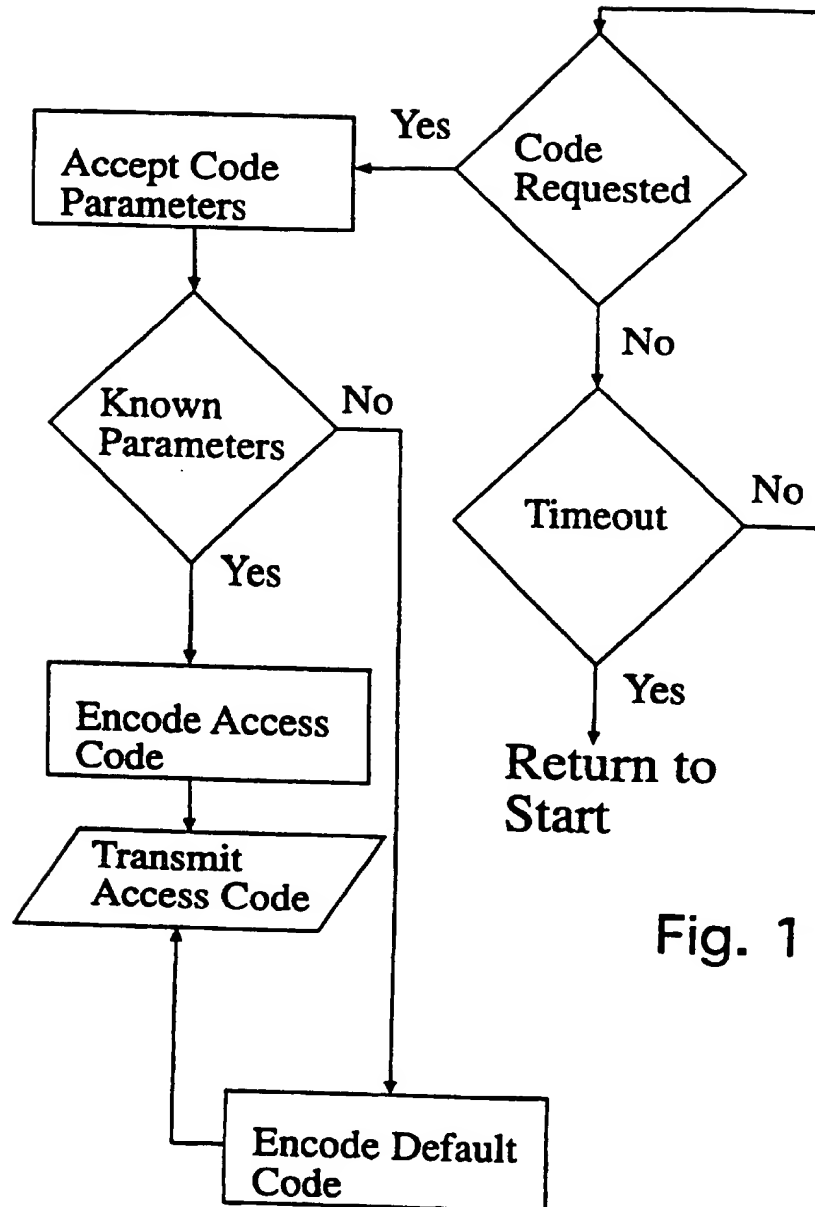 Yes
Code
Requested
Accept Code
Parameters
No
Known
Parameters
No
Timeout
No
Yes
Yes
Encode Access
Code
Return to
Start
Transmit
Access Code
Fig. 1
Encode Default
Code